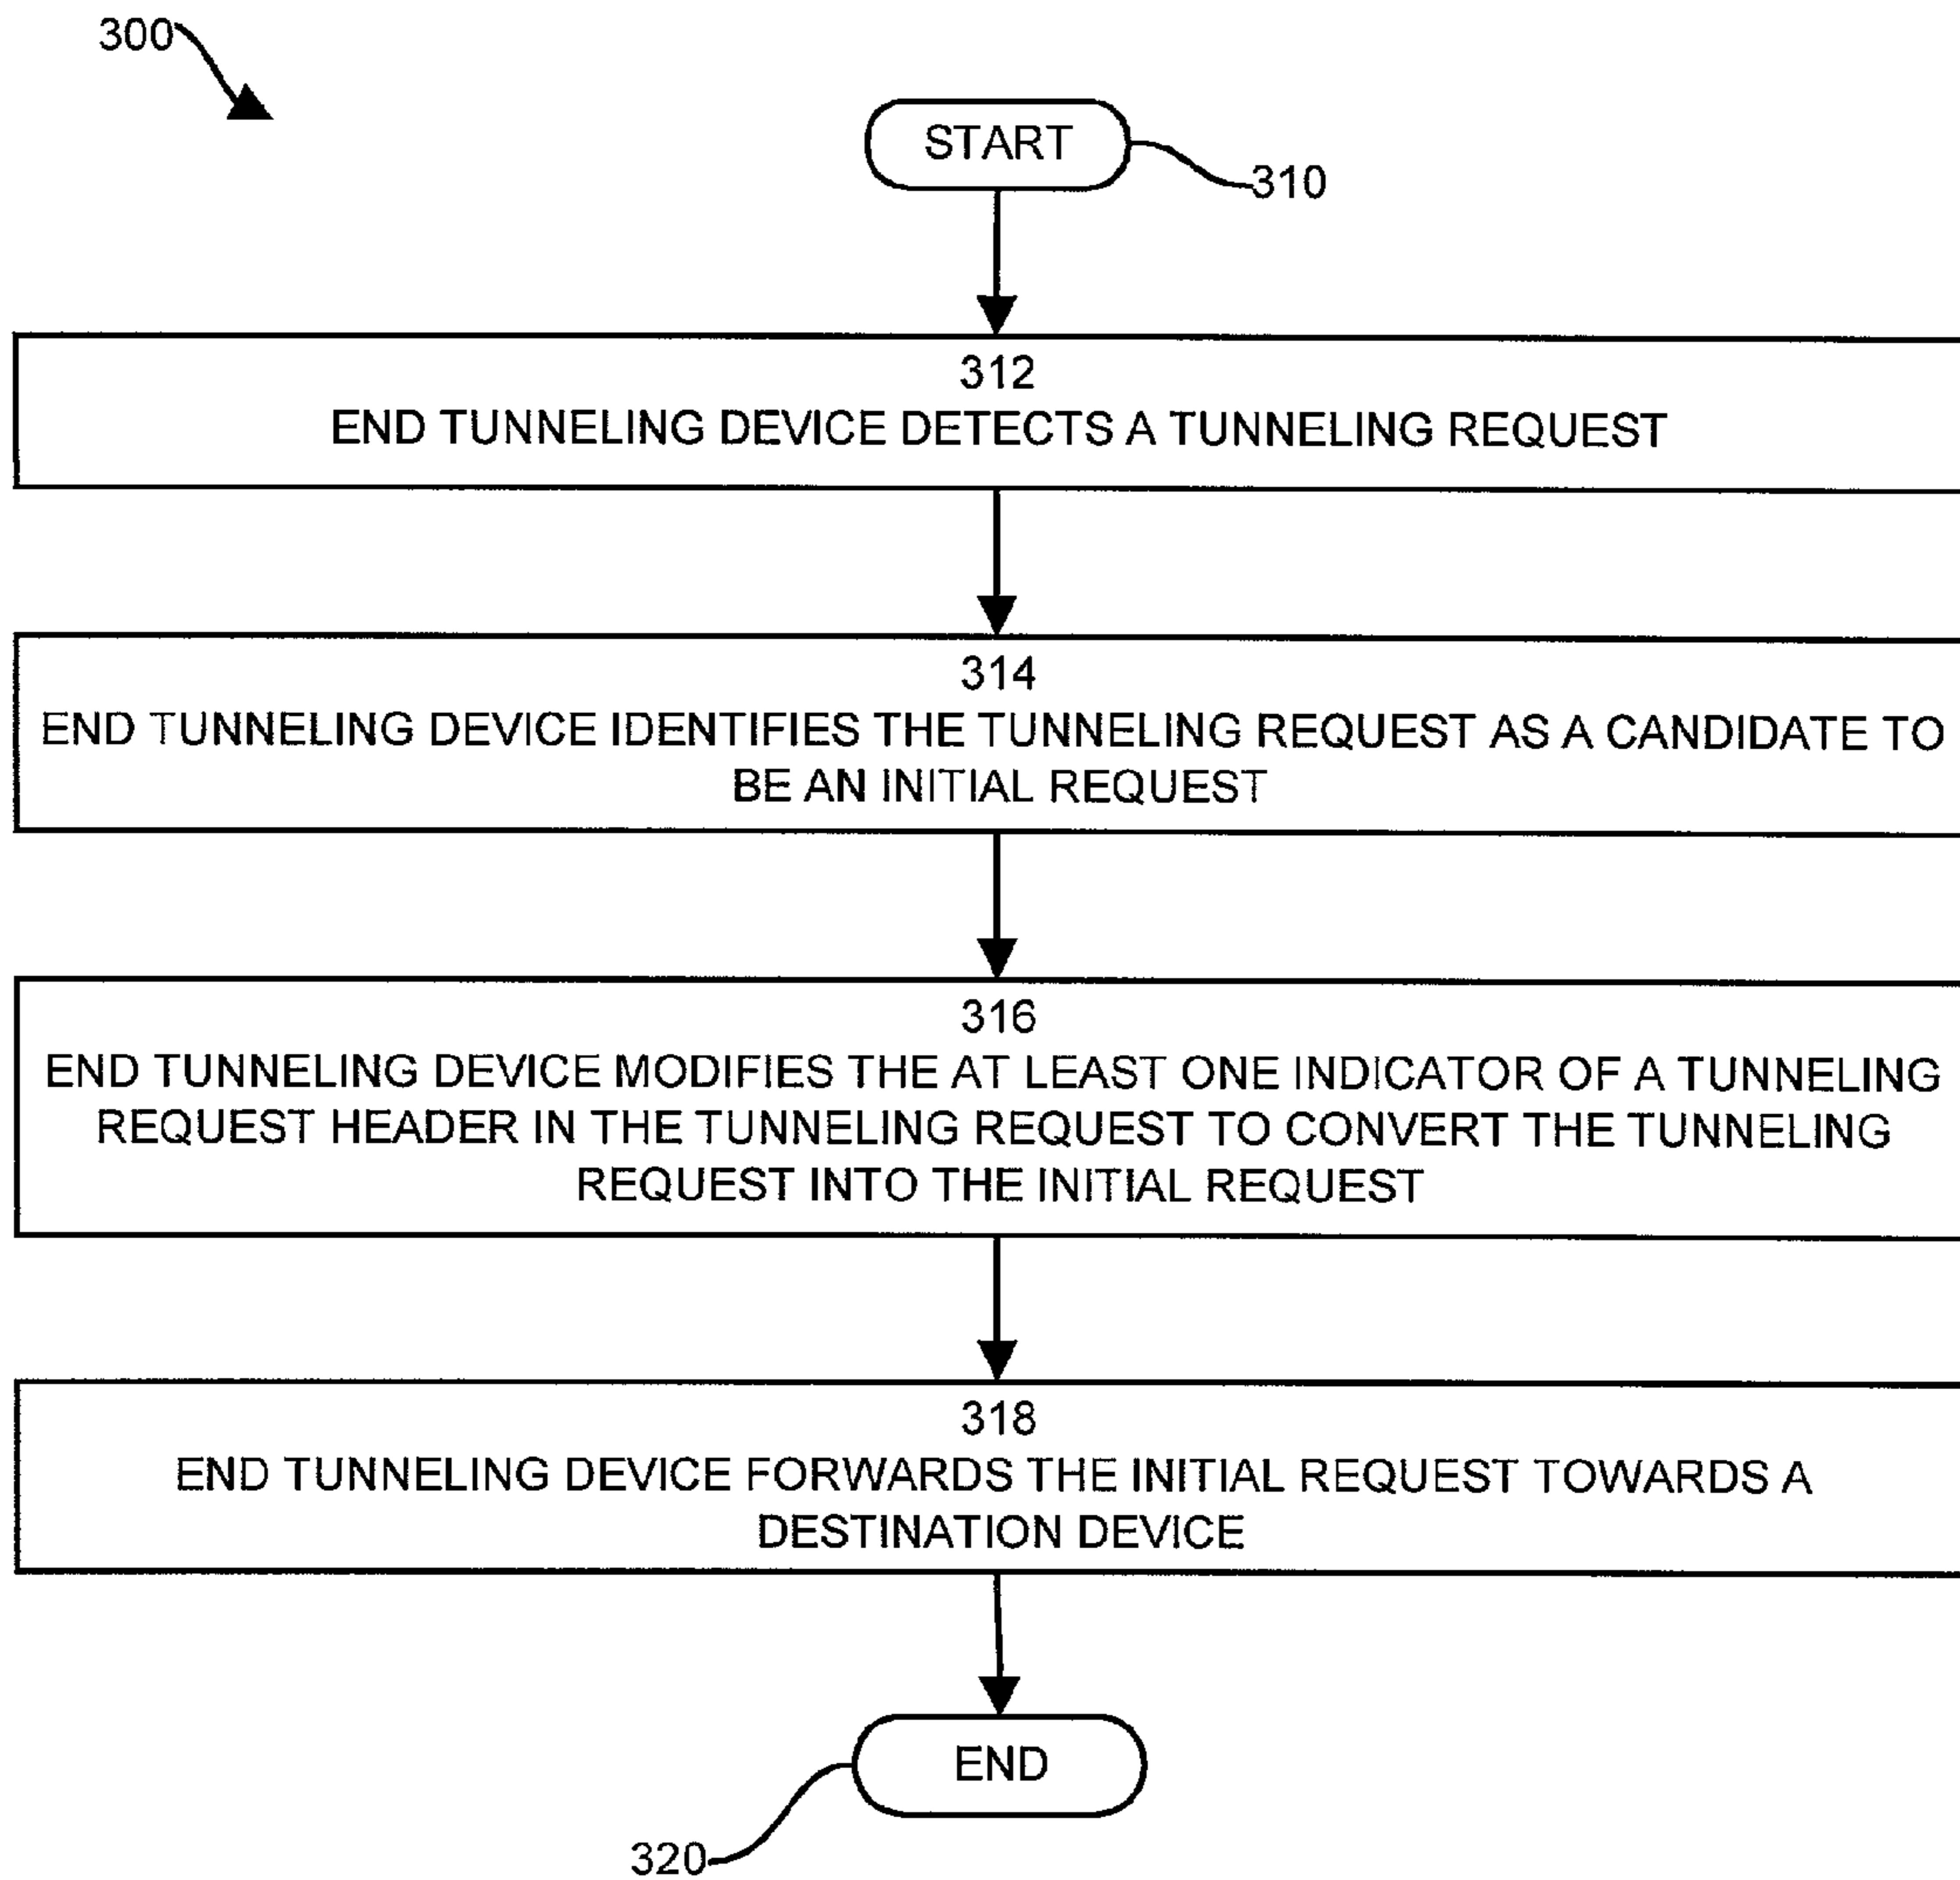 300
START
310
312
END TUNNELING DEVICE DETECTS A TUNNELING REQUEST
314
END TUNNELING DEVICE IDENTIFIES THE TUNNELING REQUEST AS A CANDIDATE TO
BE AN INITIAL REQUEST
316
END TUNNELING DEVICE MODIFIES THE AT LEAST ONE INDICATOR OF A TUNNELING
REQUEST HEADER IN THE TUNNELING REQUEST TO CONVERT THE TUNNELING
REQUEST INTO THE INITIAL REQUEST
318
END TUNNELING DEVICE FORWARDS THE INITIAL REQUEST TOWARDS A
DESTINATION DEVICE
END
320